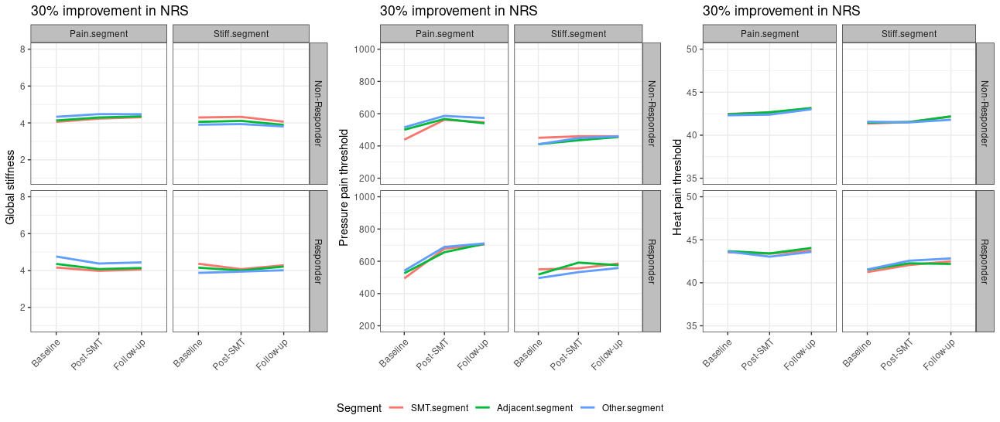 30% improvement in NRS
30% improvement in NRS
30% improvement in NRS
Pain.segment
Stiff.segment
Pain.segment
Stiff.segment
Pain.segment
Stiff.segment
Global stiffness
8
6
4
2
Non-Responder
8
6
4
2
Responder
Baseline
Post-SMT
Follow-up
Baseline
Post-SMT
Follow-up
Pressure pain threshold
1000
800
600
400
200
Non-Responder
1000
800
600
400
200
Responder
Baseline
Post-SMT
Follow-up
Baseline
Post-SMT
Follow-up
Heat pain threshold
50
45
40
35
Non-Responder
50
45
40
35
Responder
Baseline
Post-SMT
Follow-up
Baseline
Post-SMT
Follow-up
Segment SMT.segment Adjacent.segment Other.segment